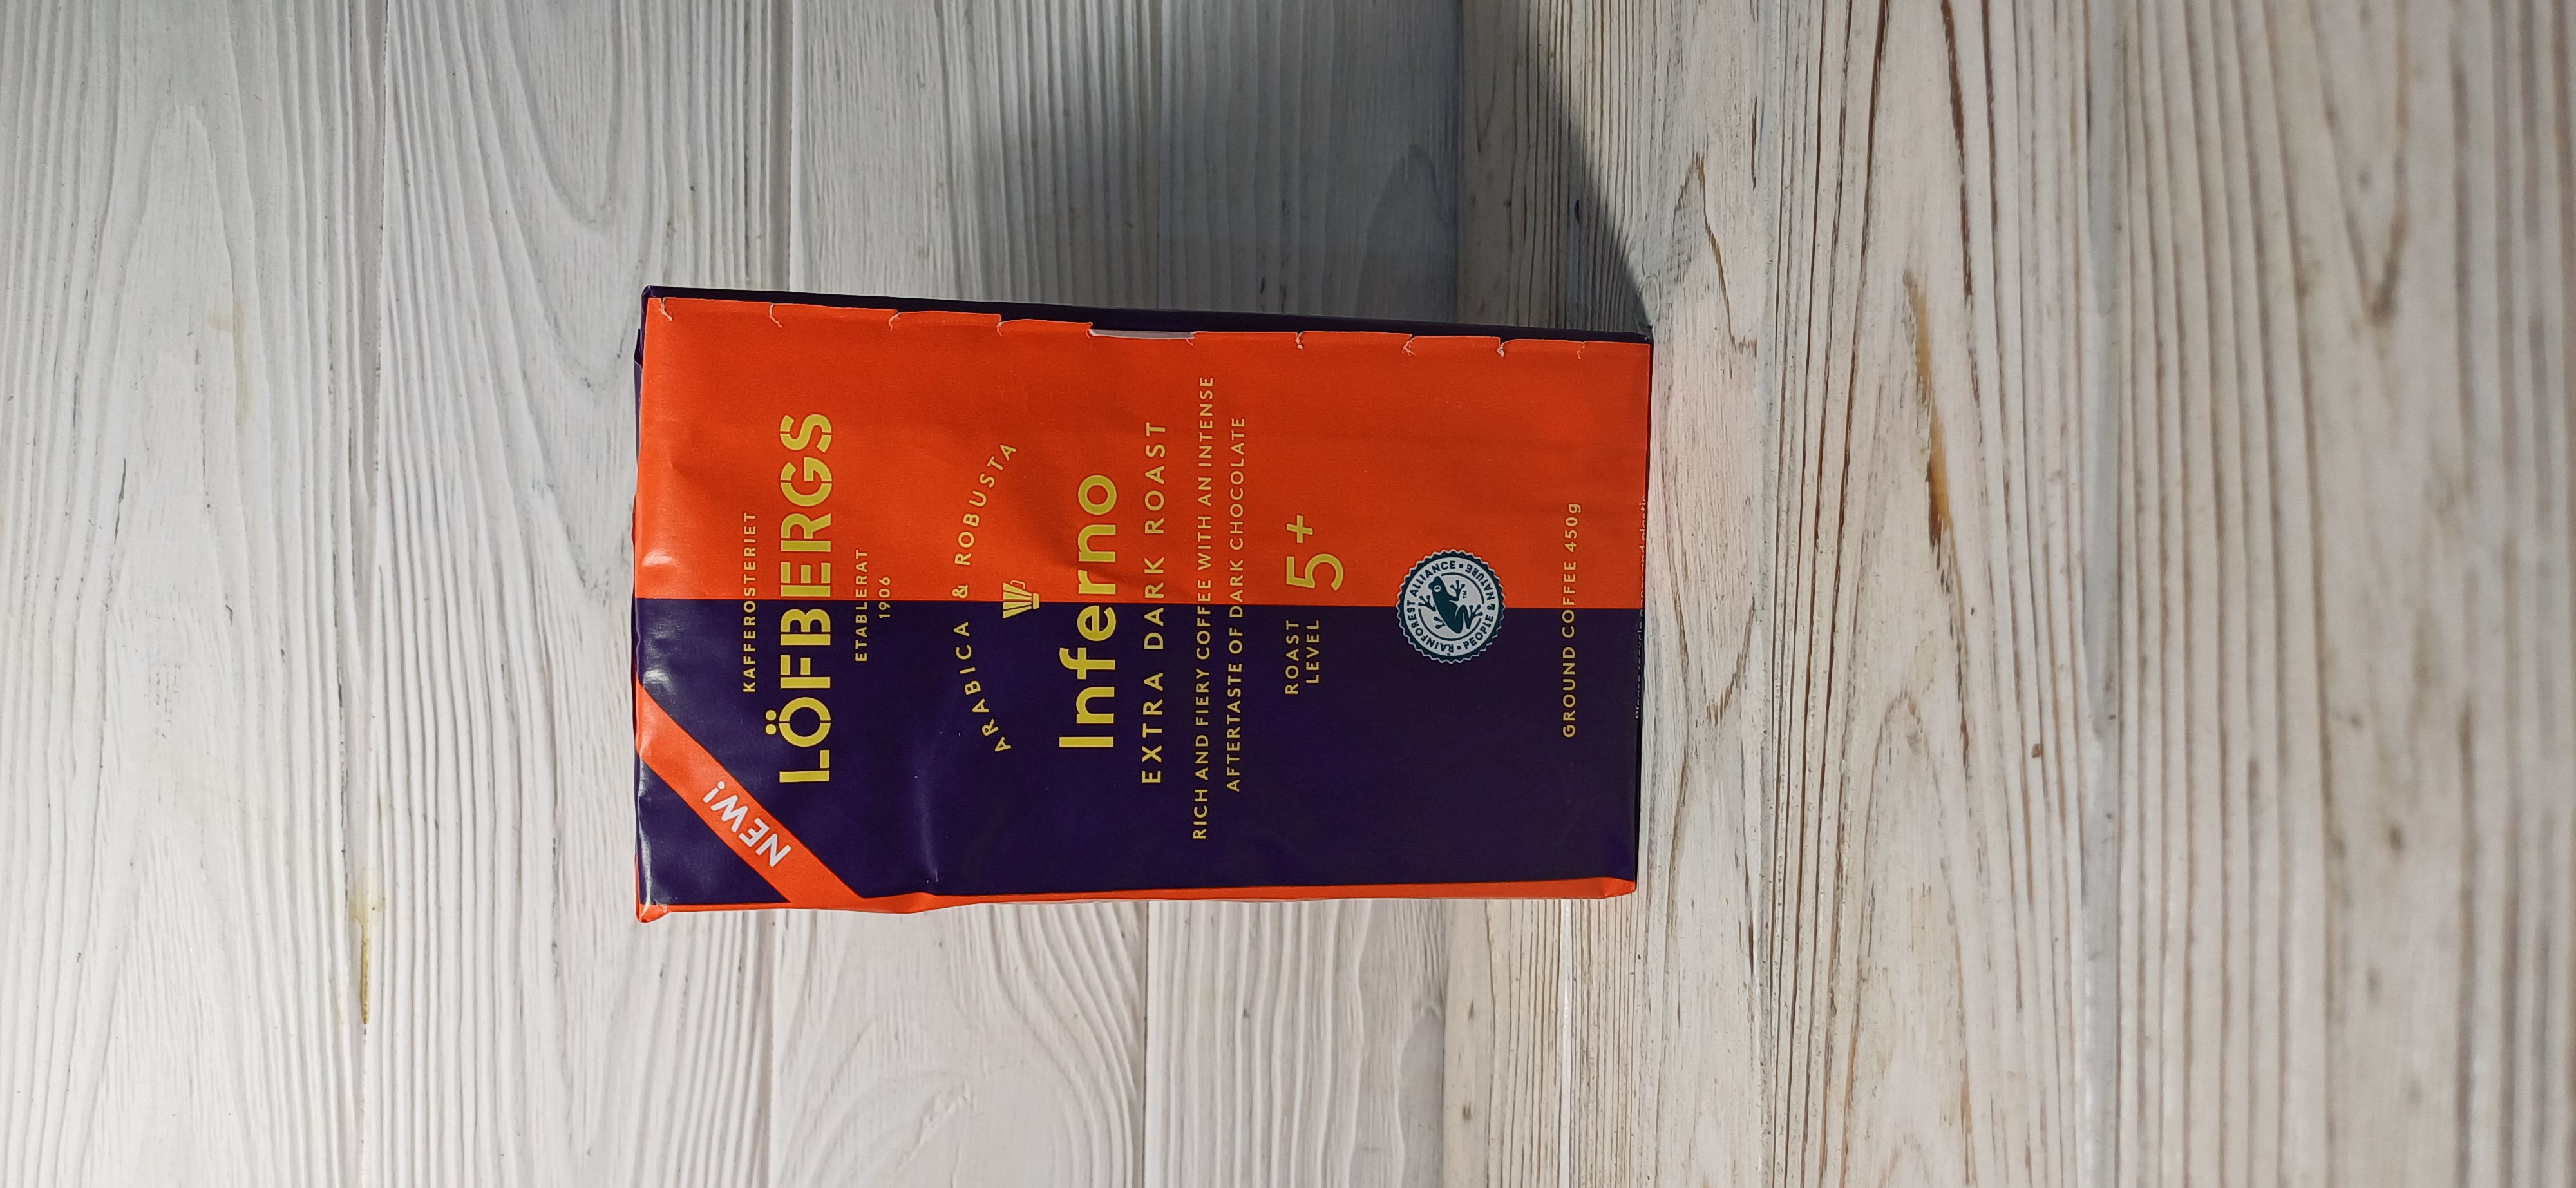 NEW!
KAFFEROSTERIET
LÖFBERGS
ETABLERAT
1906
ARABICA & ROBUSTA
Inferno
EXTRA DARK ROAST
RICH AND FIERY COFFEE WITH AN INTENSE
AFTERTASTE OF DARK CHOCOLATE
ROAST
LEVEL
5+
RAINFOREST ALLIANCE • PEOPLE & NATURE •
TM
GROUND COFFEE 450g